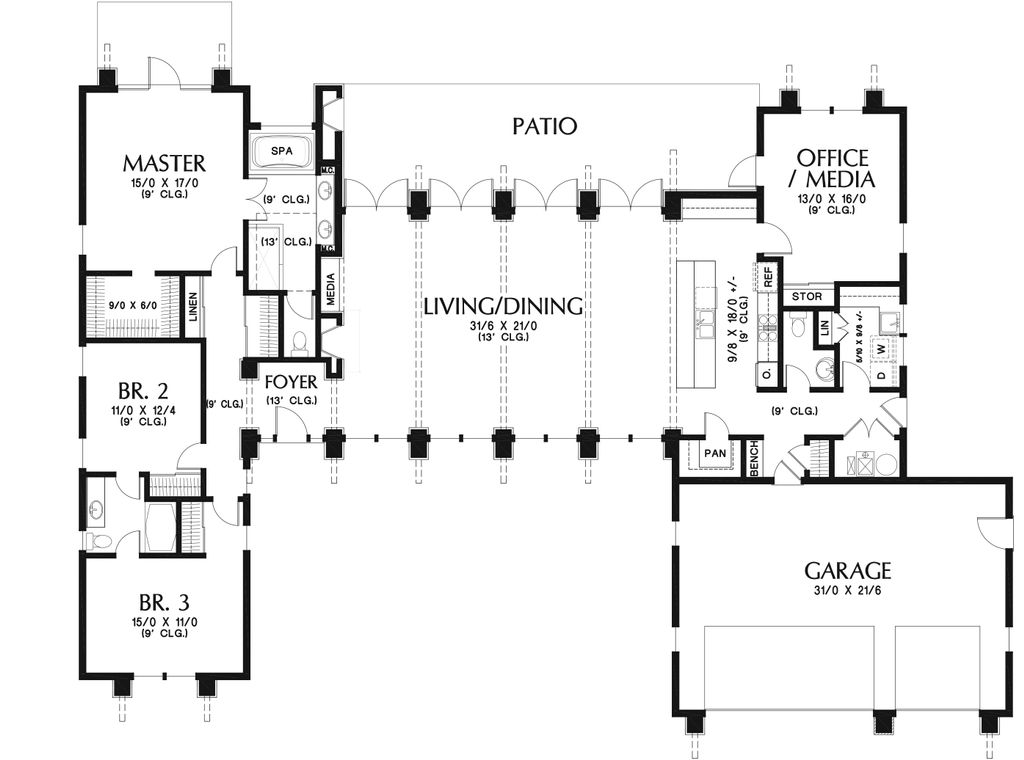 PATIO
MASTER
15/0 X 17/0
(9' CLG.)
SPA
M.C.
(9' CLG.)
(13' CLG.)
M.C.
OFFICE
/ MEDIA
13/0 X 16/0
(9' CLG.)
9/0 X 6/0
LINEN
MEDIA
LIVING/DINING
31/6 X 21/0
(13' CLG.)
9/8 X 18/0 +/-
(9' CLG.)
REF
STOR
LIN
5/10 X 9/8 +/-
D W
O.
BR. 2
11/0 X 12/4
(9' CLG.)
(9' CLG.)
FOYER
(13' CLG.)
(9' CLG.)
PAN
BENCH
BR. 3
15/0 X 11/0
(9' CLG.)
GARAGE
31/0 X 21/6